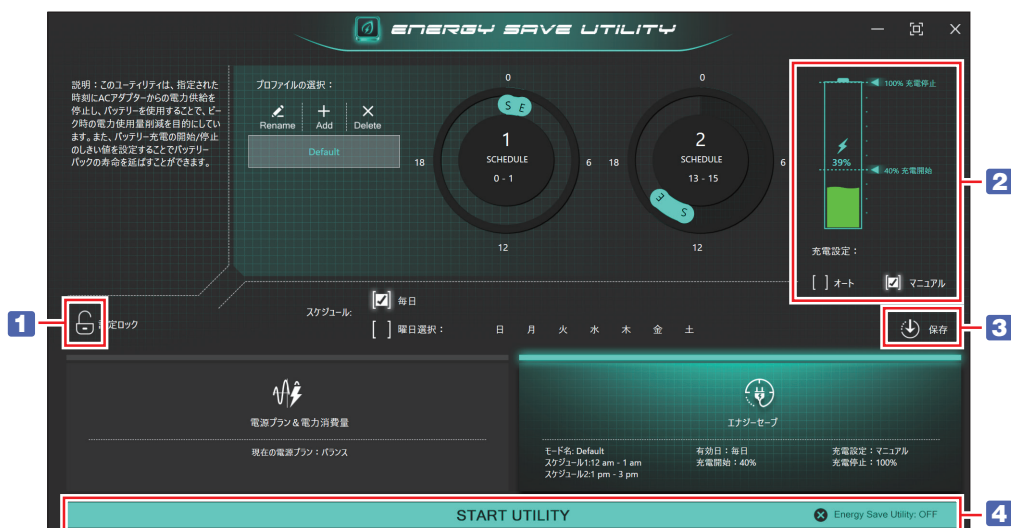 ENERGY SAVE UTILITY
説明：このユーティリティは、指定された
時刻にACアダプターからの電力供給を
停止し、バッテリーを使用することで、ピー
ク時の電力使用量削減を目的にしてい
ます。また、バッテリー充電の開始/停止
のしきい値を設定することでバッテリー
パックの寿命を延ばすことができます。
プロファイルの選択：
Rename Add Delete
Default
0
S E
1
SCHEDULE
0 - 1
18 6
12
0
2
SCHEDULE
13 - 15
18 6
E S
12
100% 充電停止
39%
40% 充電開始
充電設定：
[ ] オート [✓] マニュアル
2
1
設定ロック
スケジュール: [✓] 毎日
[ ] 曜日選択： 日 月 火 水 木 金 土
保存
3
電源プラン＆電力消費量
現在の電源プラン：バランス
エナジーセーブ
モード名: Default 有効日：毎日 充電設定：マニュアル
スケジュール1:12 am - 1 am 充電開始：40% 充電停止：100%
スケジュール2:1 pm - 3 pm
START UTILITY Energy Save Utility: OFF
4